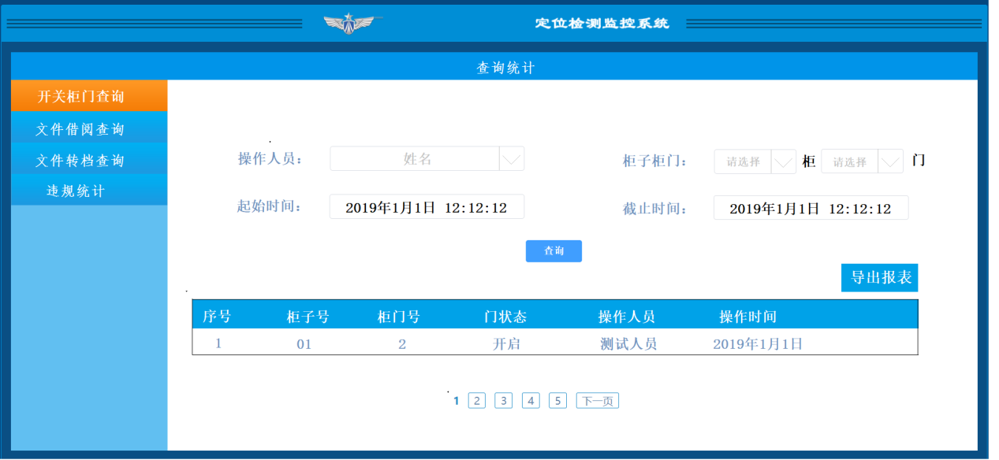 定位检测监控系统
查询统计
开关柜门查询
文件借阅查询
文件转档查询
违规统计
操作人员： 姓名 柜子柜门： 请选择 柜 请选择 门
起始时间： 2019年1月1日 12:12:12 截止时间： 2019年1月1日 12:12:12
查询
导出报表
序号 柜子号 柜门号 门状态 操作人员 操作时间
1 01 2 开启 测试人员 2019年1月1日
1 2 3 4 5 下一页